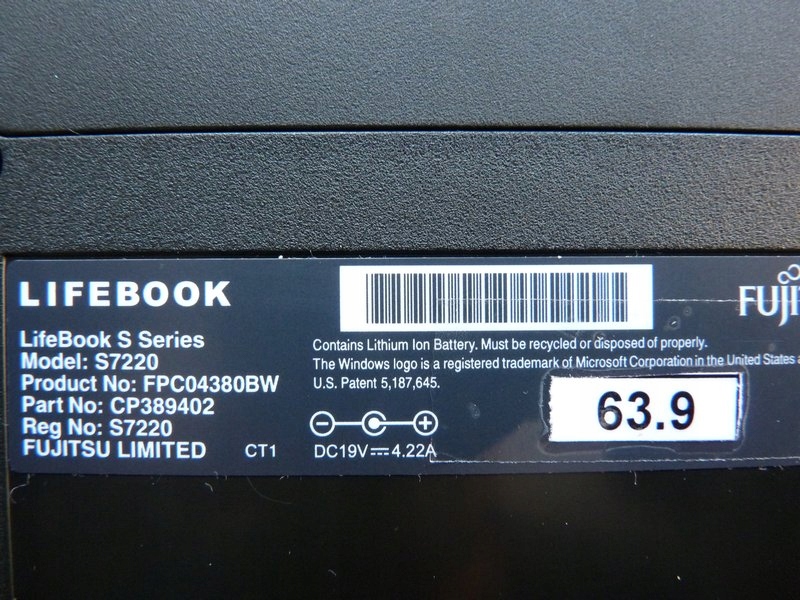 LIFEBOOK
LifeBook S Series
Model: S7220
Product No: FPC04380BW
Part No: CP389402
Reg No: S7220
FUJITSU LIMITED
CT1
Contains Lithium Ion Battery. Must be recycled or disposed of properly.
The Windows logo is a registered trademark of Microsoft Corporation in the United States a
U.S. Patent 5,187,645.
DC19V 4.22A
63.9
FUJIT